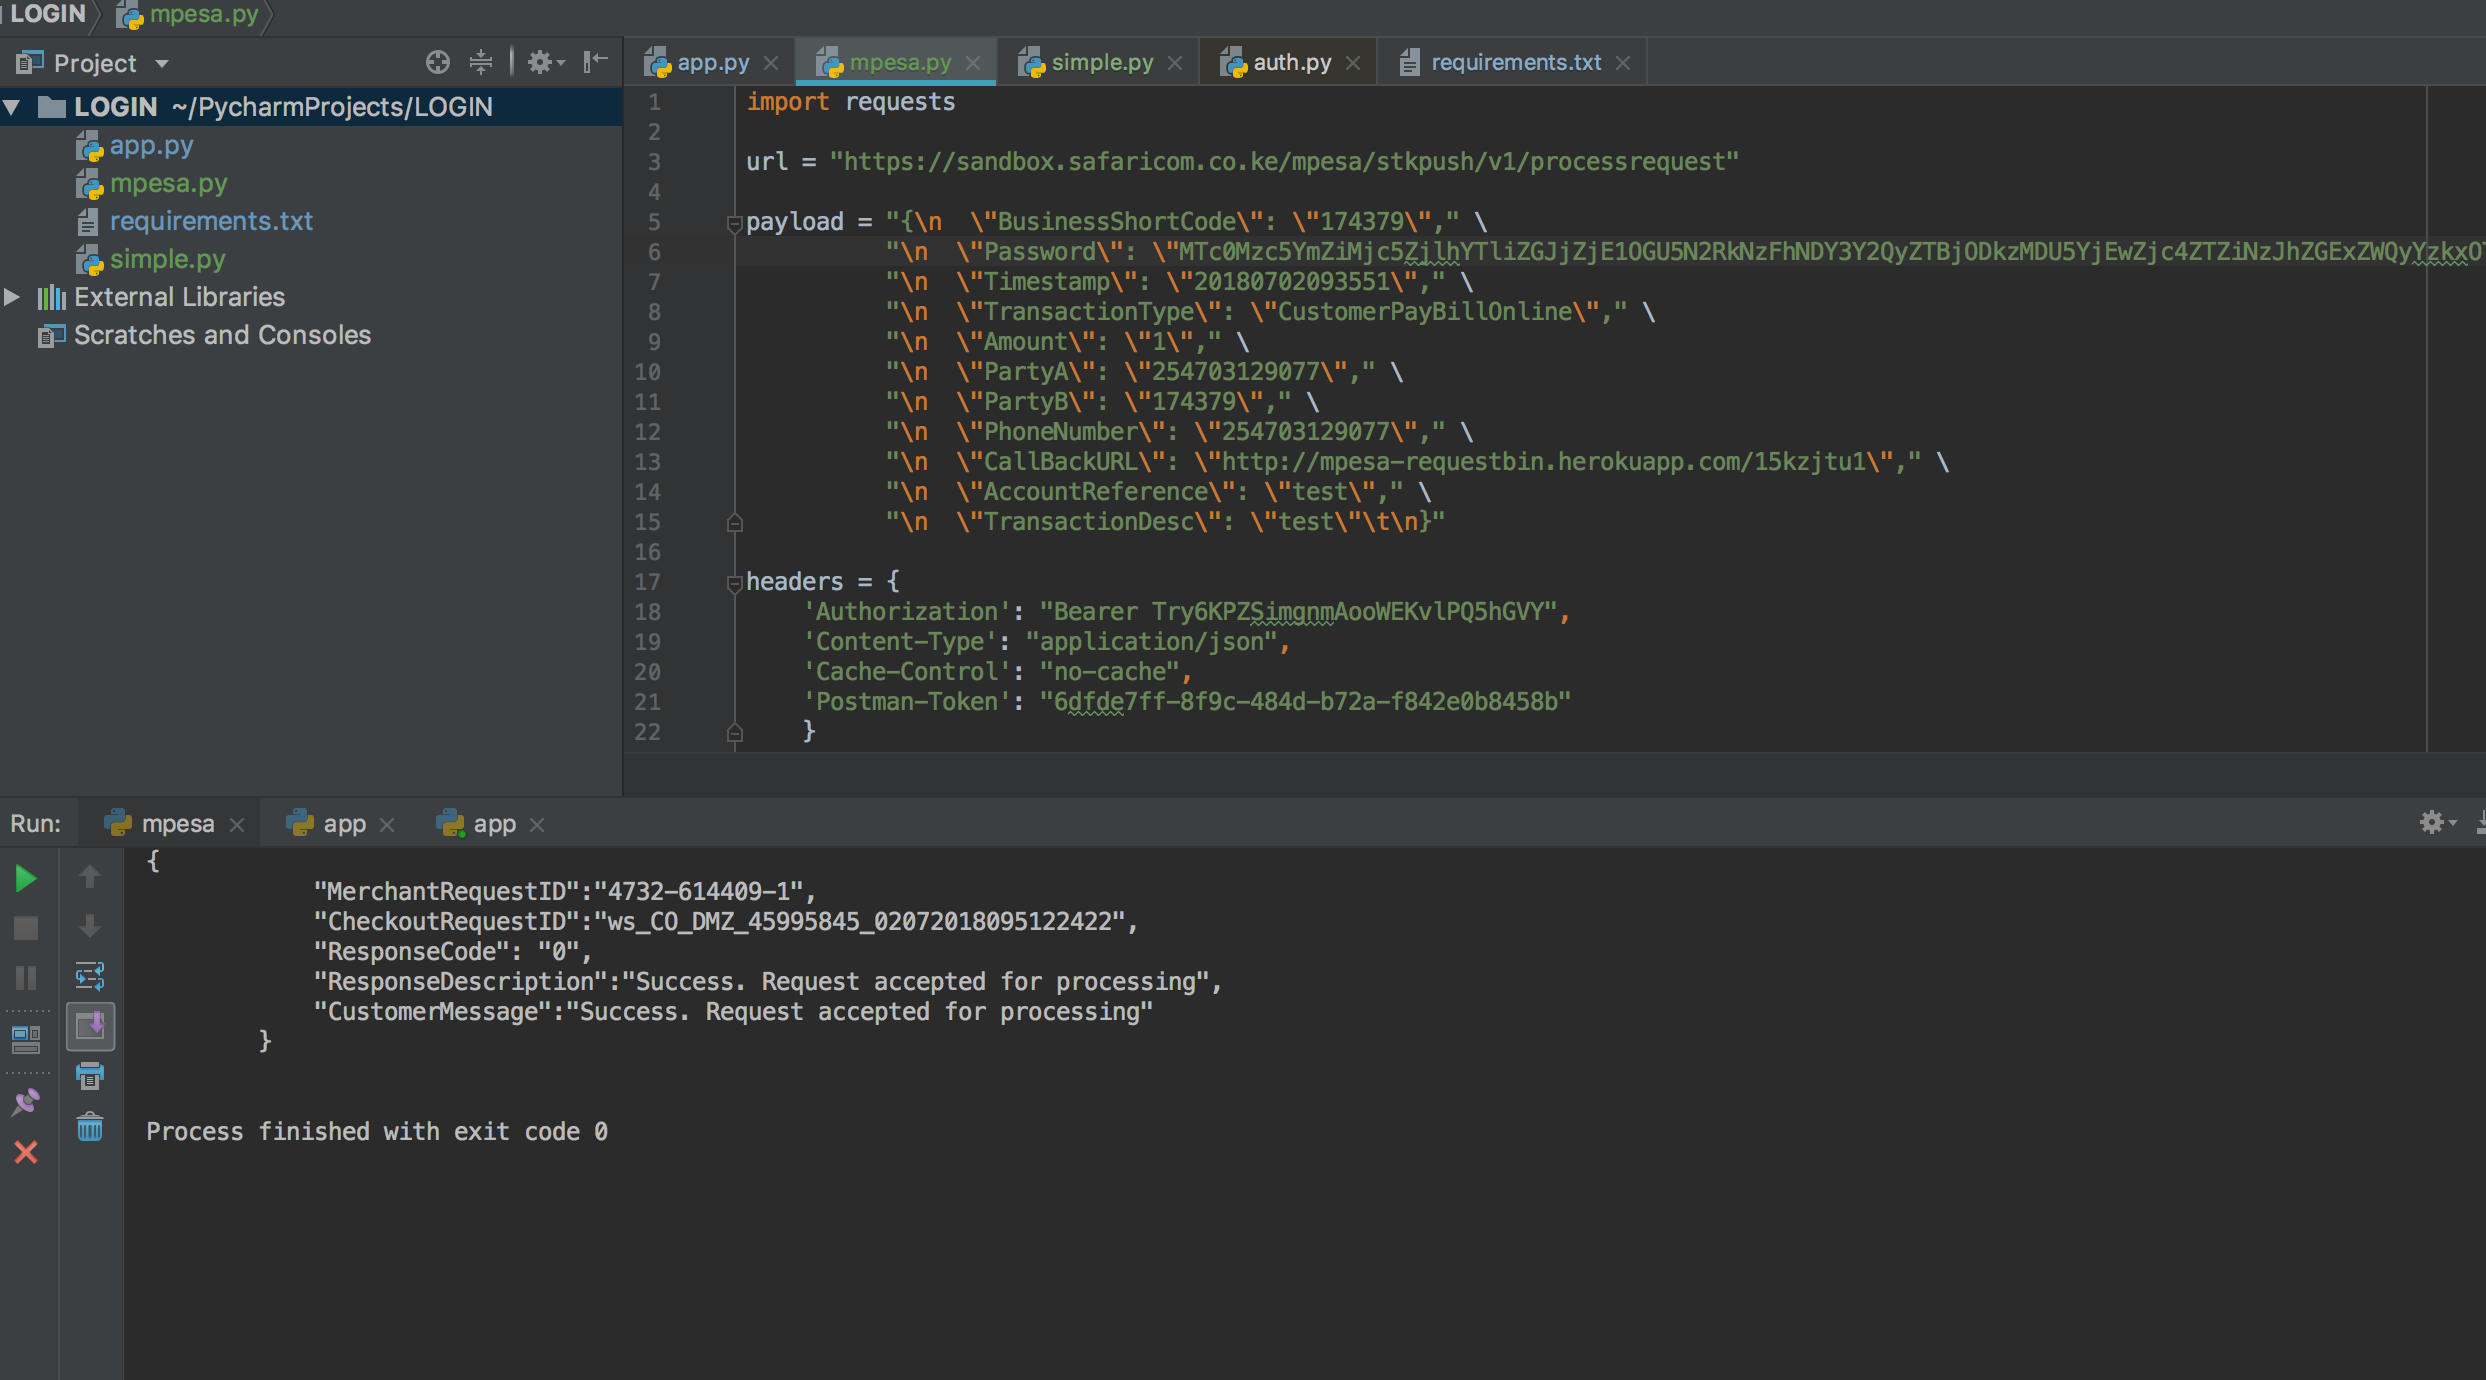 LOGIN mpesa.py
Project
app.py mpesa.py simple.py auth.py requirements.txt
LOGIN ~/PycharmProjects/LOGIN
app.py
mpesa.py
requirements.txt
simple.py
External Libraries
Scratches and Consoles
1 import requests
2
3 url = "https://sandbox.safaricom.co.ke/mpesa/stkpush/v1/processrequest"
4
5 payload = "{\n  \"BusinessShortCode\": \"174379\"," \
6 "\n  \"Password\": \"MTc0Mzc5YmZiMjc5ZjlhYTliZGJjZjE1OGU5N2RkNzFhNDY3Y2QyZTBjODkzMDU5YjEwZjc4ZTZiNzJhZGExZWQyYzkxOT
7 "\n  \"Timestamp\": \"20180702093551\"," \
8 "\n  \"TransactionType\": \"CustomerPayBillOnline\"," \
9 "\n  \"Amount\": \"1\"," \
10 "\n  \"PartyA\": \"254703129077\"," \
11 "\n  \"PartyB\": \"174379\"," \
12 "\n  \"PhoneNumber\": \"254703129077\"," \
13 "\n  \"CallBackURL\": \"http://mpesa-requestbin.herokuapp.com/15kzjtu1\"," \
14 "\n  \"AccountReference\": \"test\"," \
15 "\n  \"TransactionDesc\": \"test\"\t\n}"
16
17 headers = {
18 'Authorization': "Bearer Try6KPZSimgnmAooWEKvlPQ5hGVY",
19 'Content-Type': "application/json",
20 'Cache-Control': "no-cache",
21 'Postman-Token': "6dfde7ff-8f9c-484d-b72a-f842e0b8458b"
22 }
Run: mpesa app app
{
"MerchantRequestID":"4732-614409-1",
"CheckoutRequestID":"ws_CO_DMZ_45995845_02072018095122422",
"ResponseCode": "0",
"ResponseDescription":"Success. Request accepted for processing",
"CustomerMessage":"Success. Request accepted for processing"
}
Process finished with exit code 0